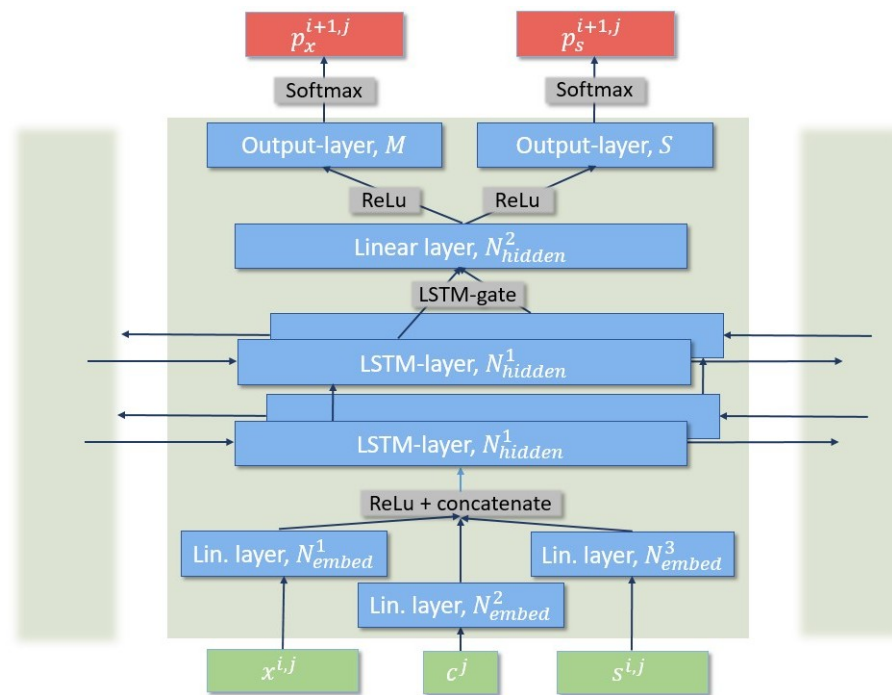 p_x^{i+1,j} p_s^{i+1,j}
Softmax Softmax
Output-layer, M Output-layer, S
ReLu ReLu
Linear layer, N_{hidden}^2
LSTM-gate
LSTM-layer, N_{hidden}^1
LSTM-layer, N_{hidden}^1
ReLu + concatenate
Lin. layer, N_{embed}^1 Lin. layer, N_{embed}^3
Lin. layer, N_{embed}^2
x^{i,j} c^j s^{i,j}